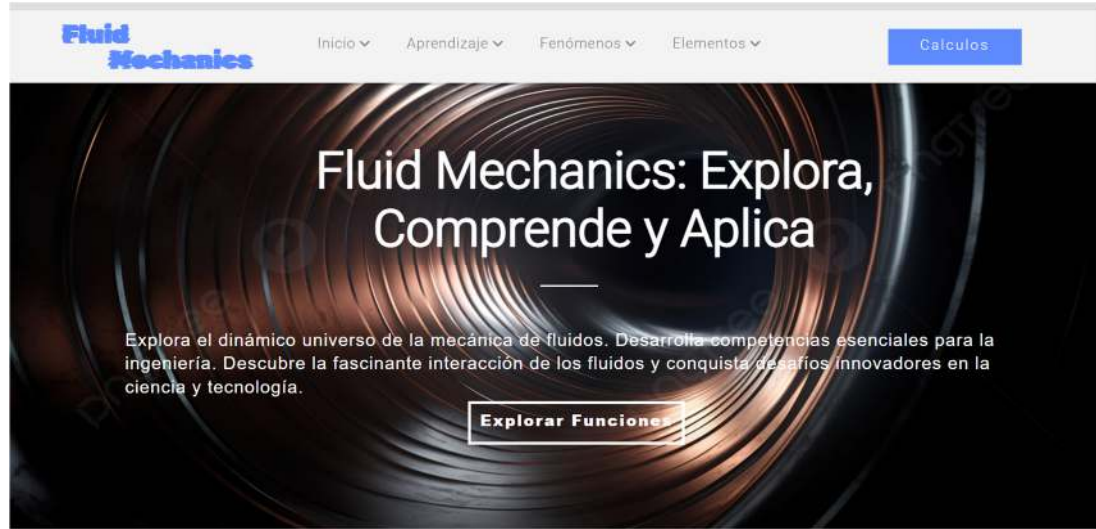 Fluid
Mechanics
Inicio
Aprendizaje
Fenómenos
Elementos
Calculos
Fluid Mechanics: Explora,
Comprende y Aplica
Explora el dinámico universo de la mecánica de fluidos. Desarrolla competencias esenciales para la
ingeniería. Descubre la fascinante interacción de los fluidos y conquista desafíos innovadores en la
ciencia y tecnología.
Explorar Funciones